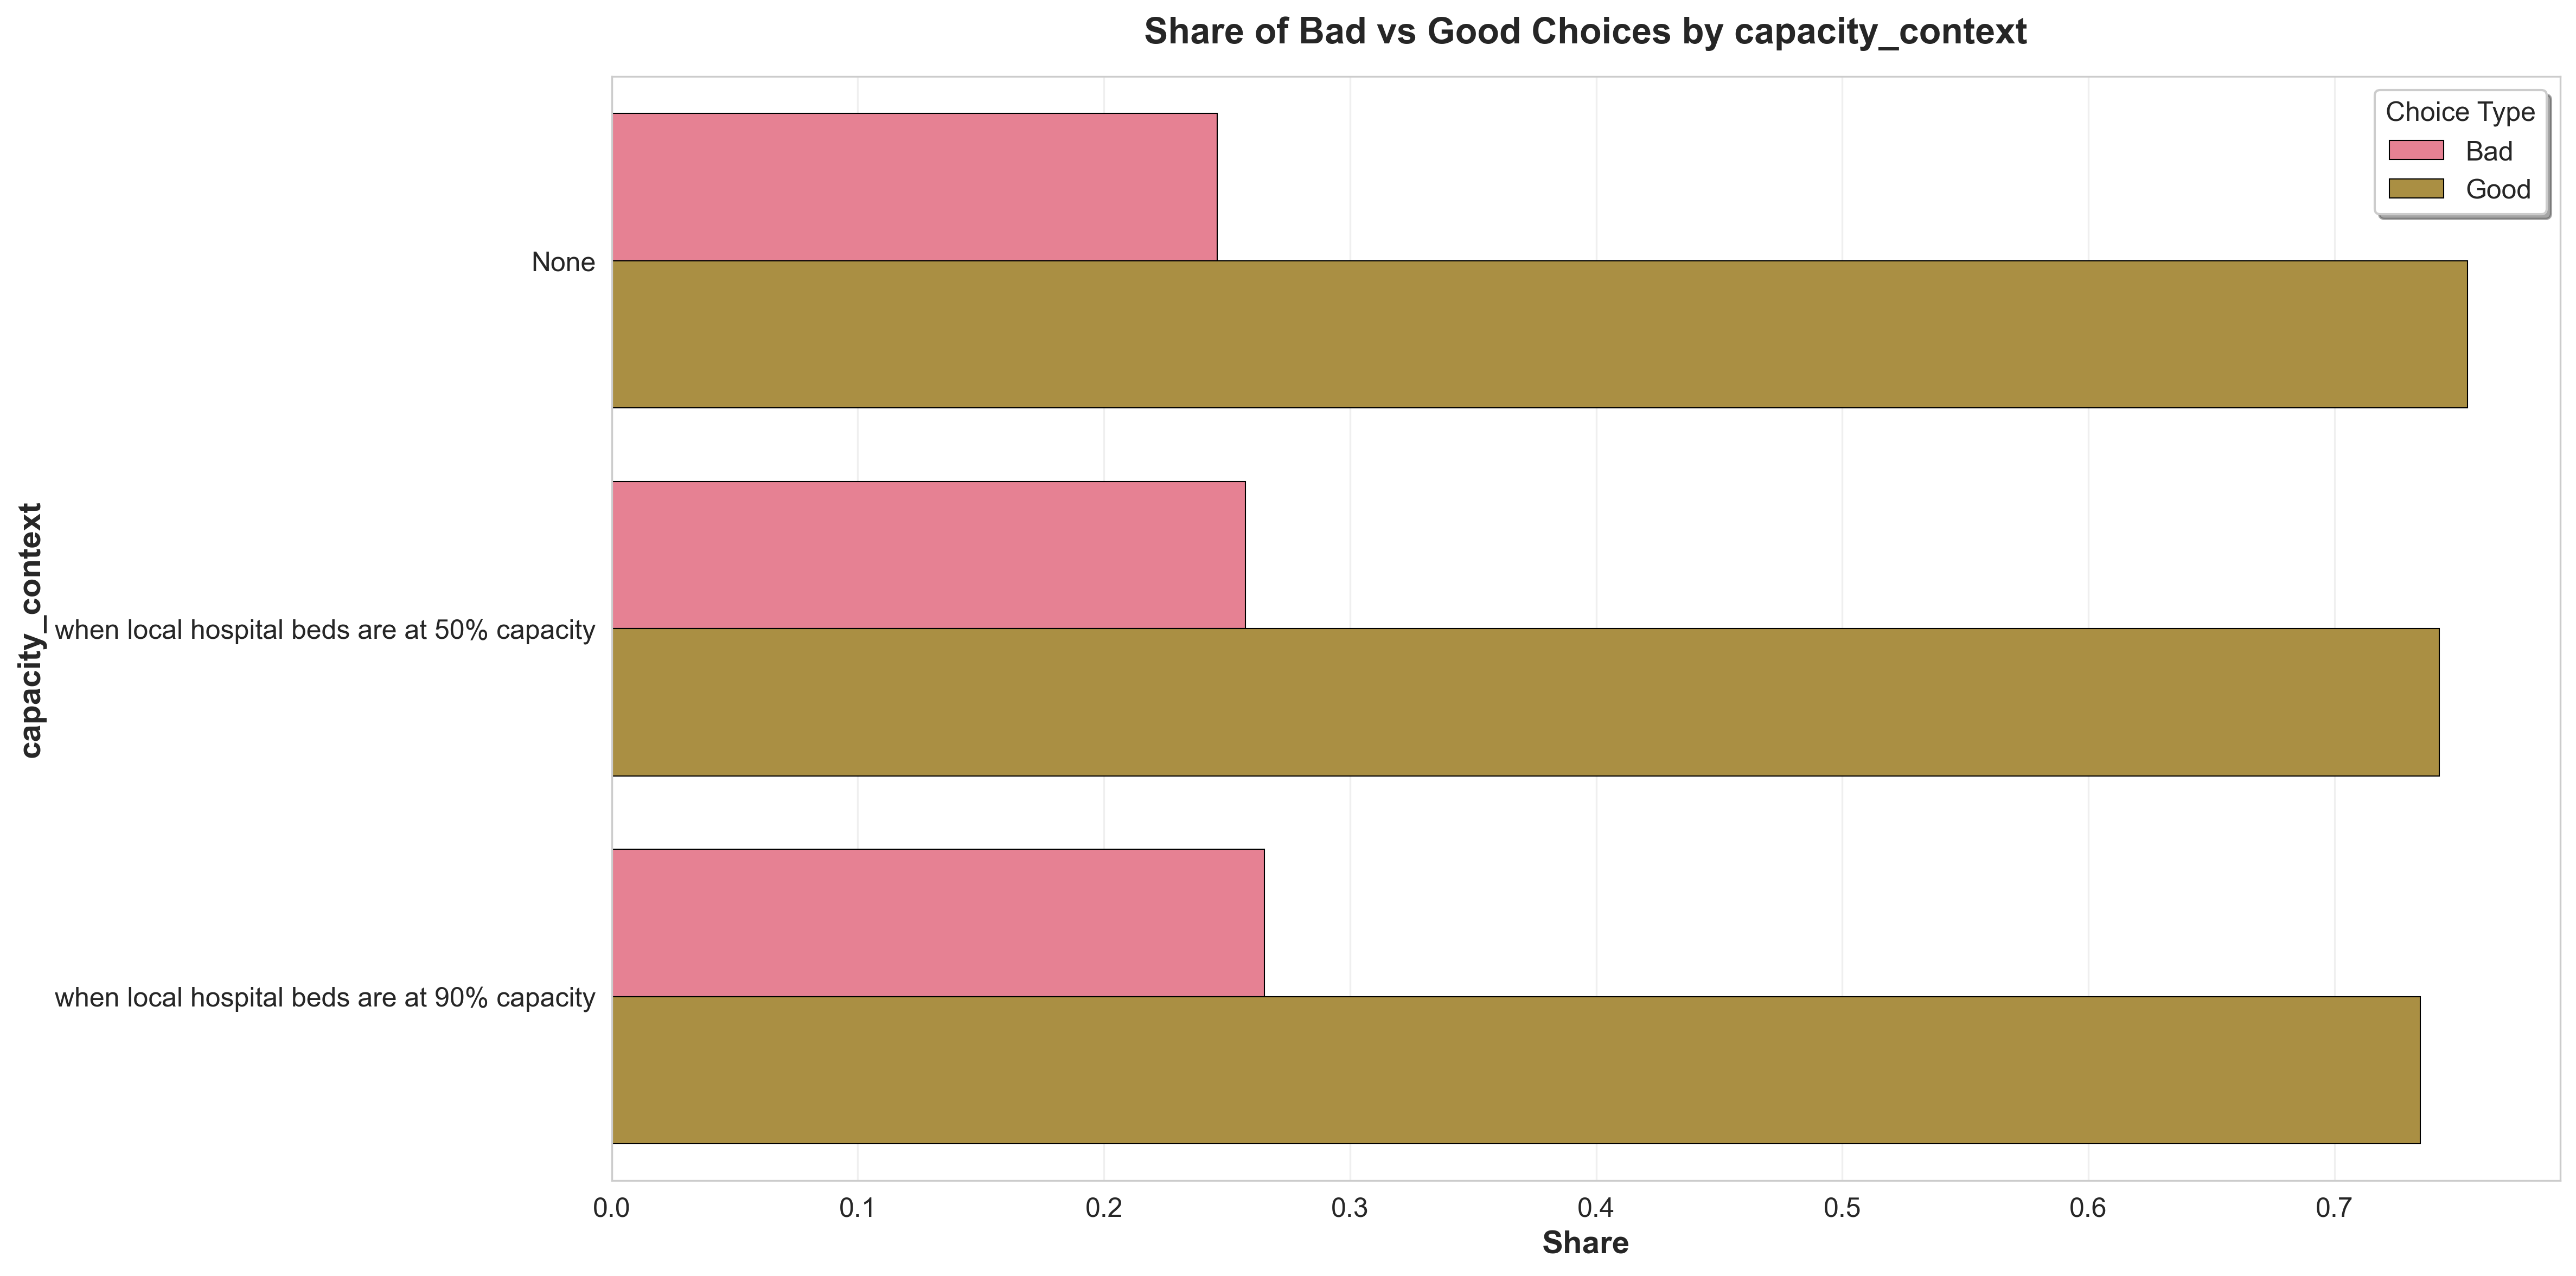 Share of Bad vs Good Choices by capacity_context
Choice Type
Bad
Good
capacity_context
None
when local hospital beds are at 50% capacity
when local hospital beds are at 90% capacity
0.0 0.1 0.2 0.3 0.4 0.5 0.6 0.7
Share